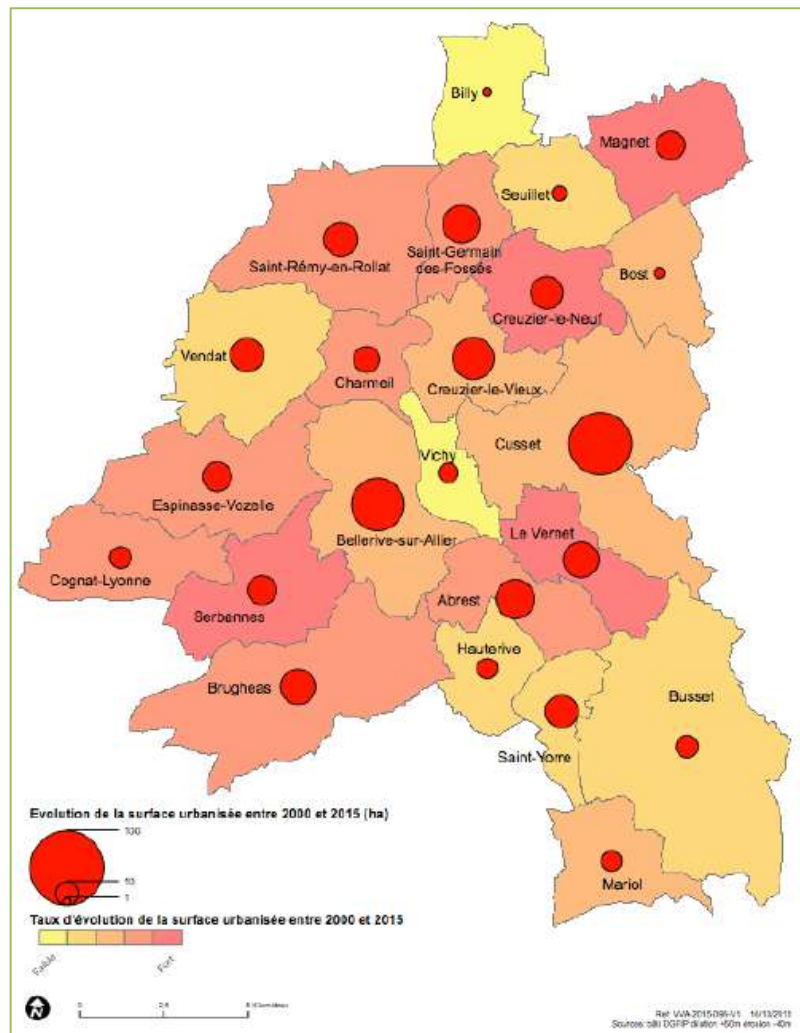 Billy
Magnet
Seuillet
Saint-Rémy-en-Rollat
Saint-Germain
des-Fossés
Bost
Creuzier-le-Neuf
Vendat
Charmeil
Creuzier-le-Vieux
Cusset
Vichy
Espinasse-Vozelle
Bellerive-sur-Allier
Le Vernet
Cognat-Lyonne
Serbannes
Abrest
Hauterive
Brugheas
Busset
Saint-Yorre
Mariol
Evolution de la surface urbanisée entre 2000 et 2015 (ha)
100
10
1
Taux d'évolution de la surface urbanisée entre 2000 et 2015
Faible
Fort
N
0